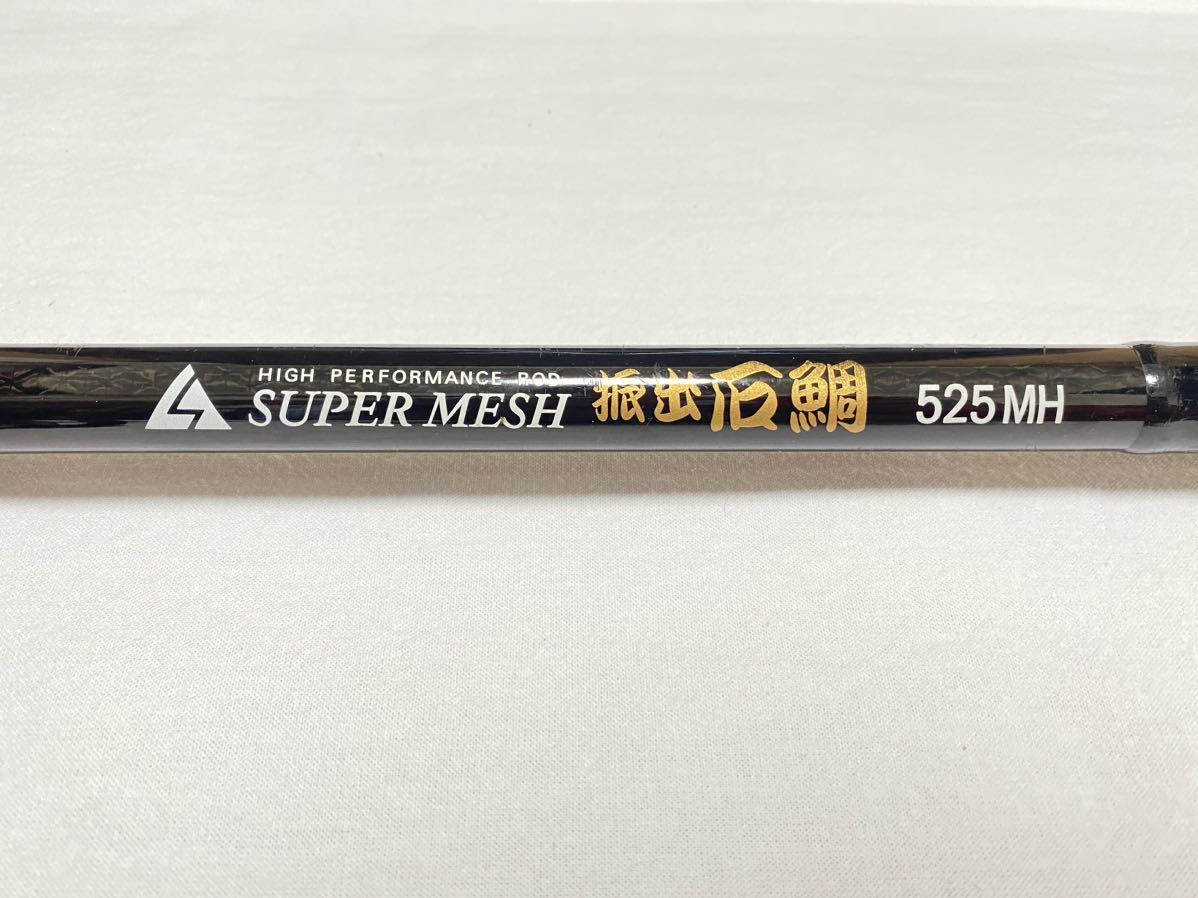 HIGH PERFORMANCE ROD
SUPER MESH 振出石鯛 525MH